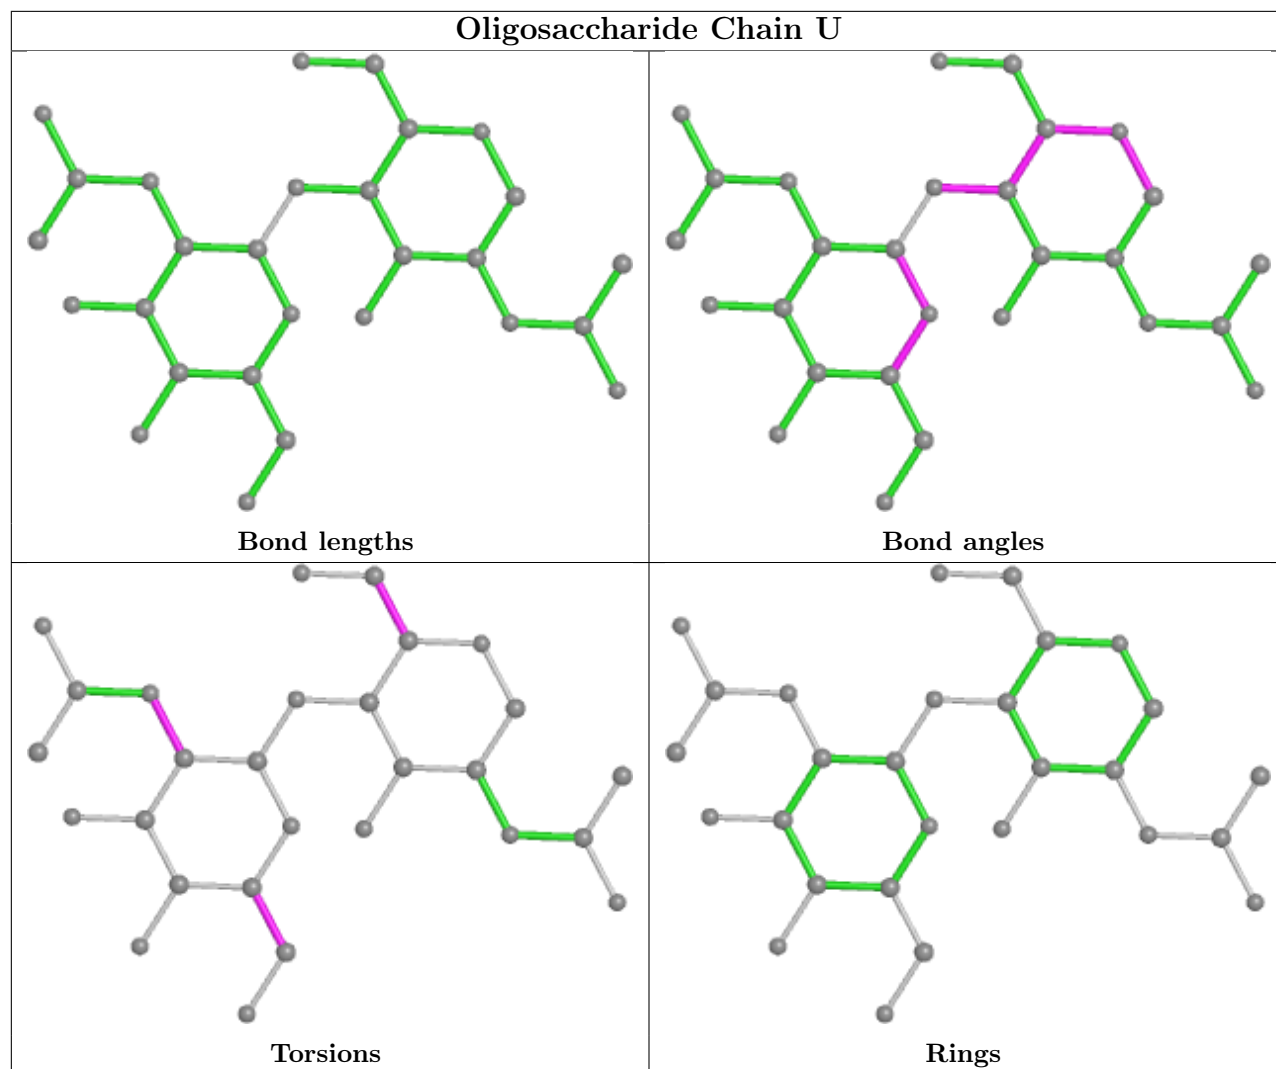 Oligosaccharide Chain U
Bond lengths
Bond angles
Torsions
Rings